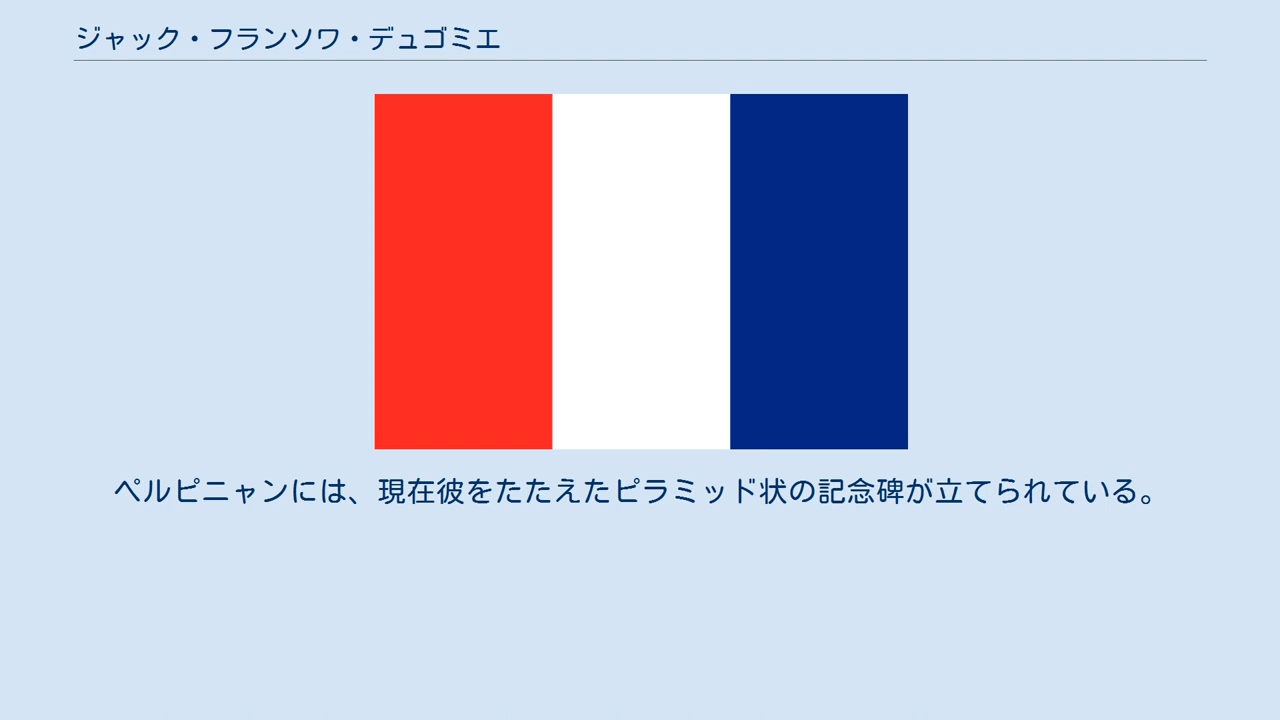 ジャック・フランソワ・デュゴミエ
ペルピニャンには、現在彼をたたえたピラミッド状の記念碑が立てられている。